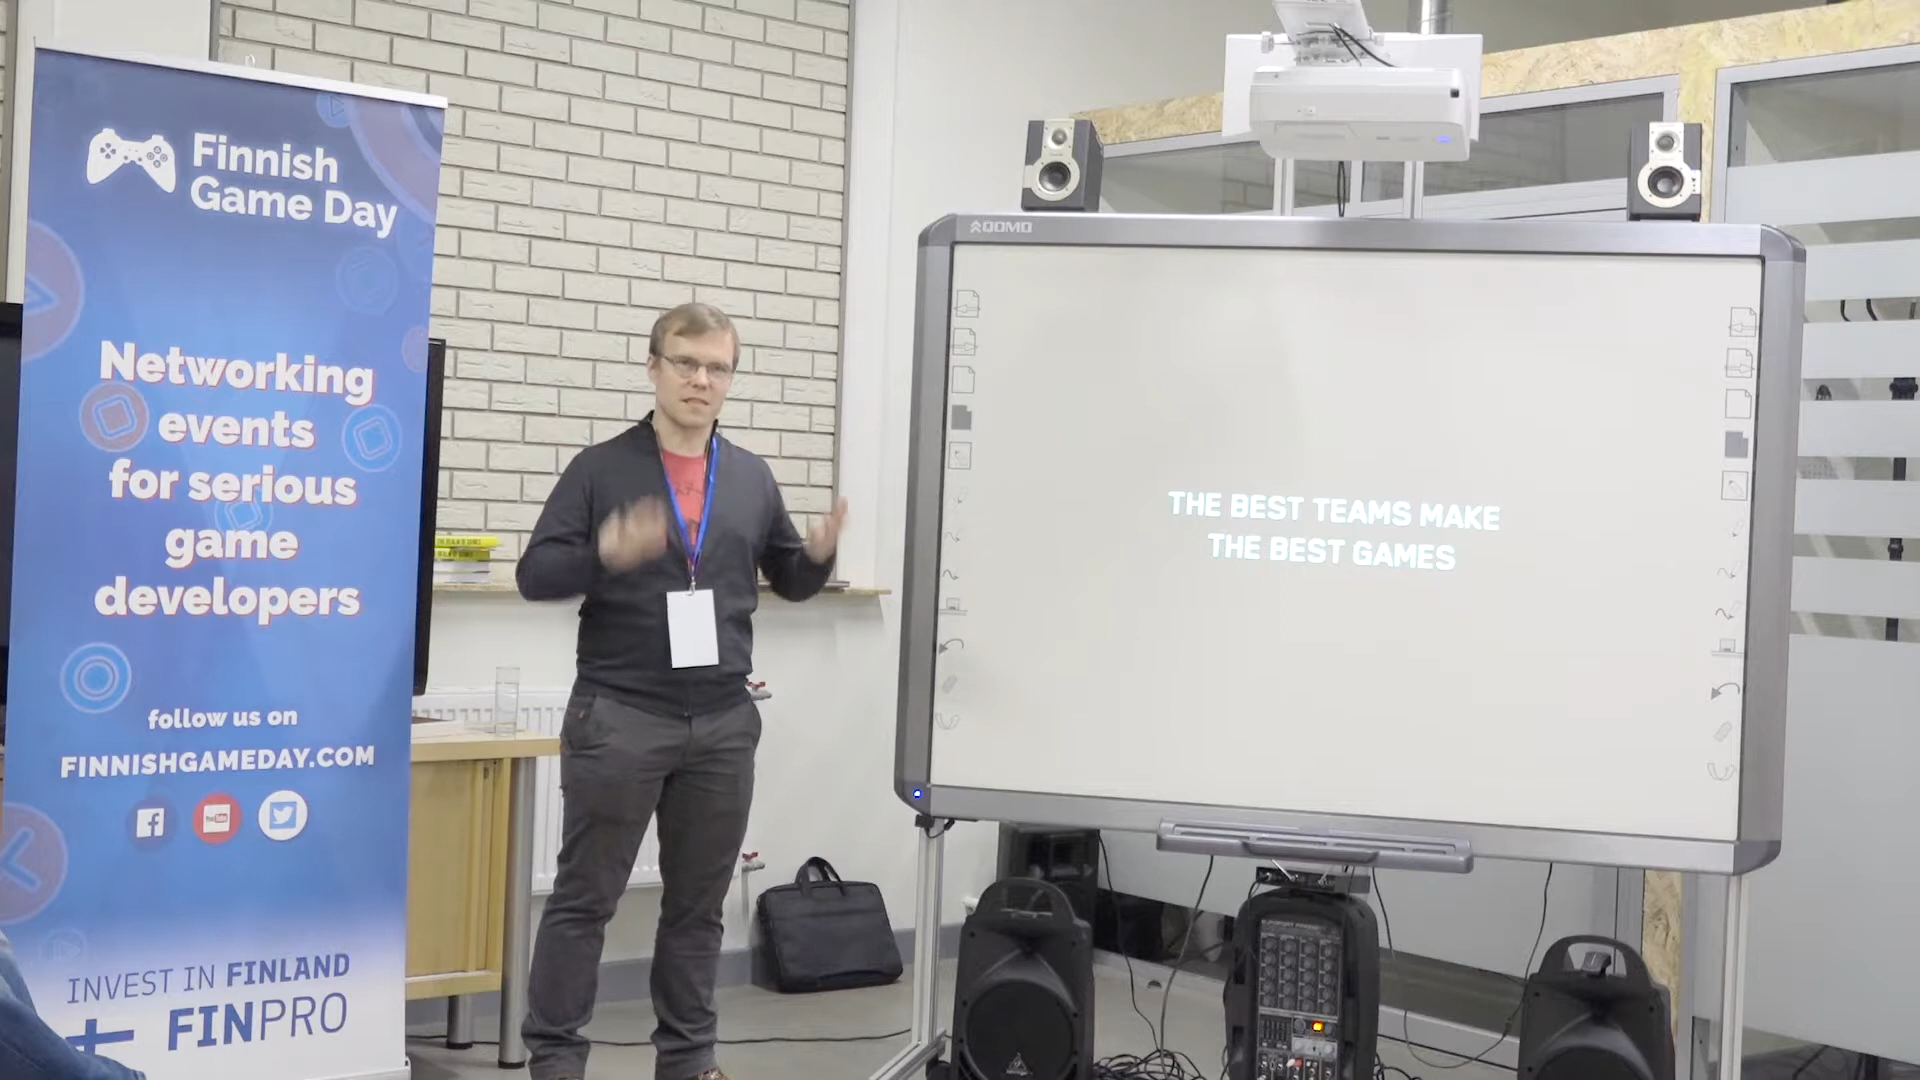 Finnish
Game Day
Networking
events
for serious
game
developers
follow us on
FINNISHGAMEDAY.COM
INVEST IN FINLAND
FINPRO
QOMO
THE BEST TEAMS MAKE
THE BEST GAMES